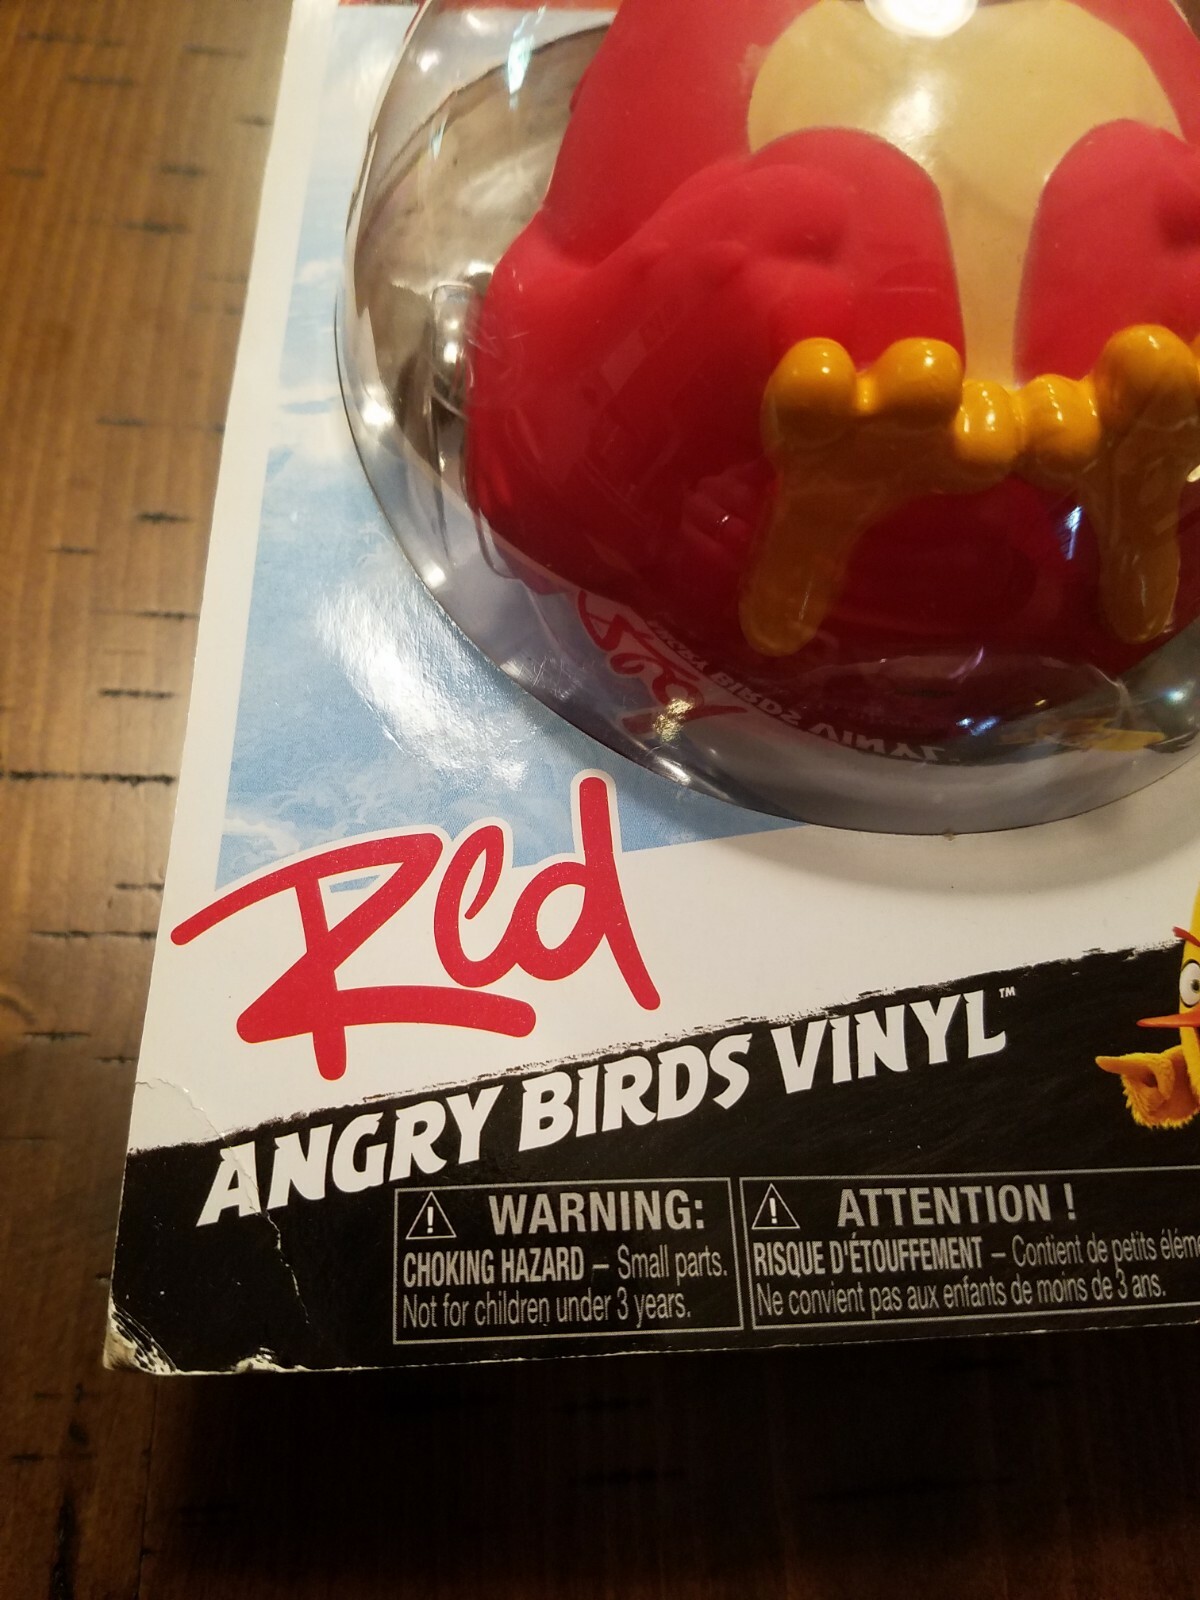 Red
ANGRY BIRDS VINYL™
WARNING:
CHOKING HAZARD – Small parts.
Not for children under 3 years.
ATTENTION !
RISQUE D'ÉTOUFFEMENT – Contient de petits éléme
Ne convient pas aux enfants de moins de 3 ans.